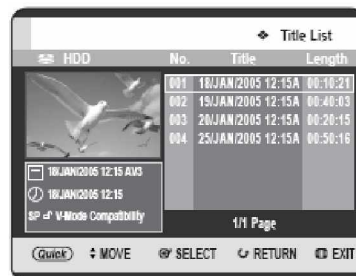 Title List
HDD No. Title Length
001 18/JAN/2005 12:15A 00:10:21
002 19/JAN/2005 12:15A 00:40:03
003 20/JAN/2005 12:15A 00:20:15
004 25/JAN/2005 12:15A 00:50:16
18/JAN/2005 12:15 AV3
18/JAN/2005 12:15
SP V-Mode Compatibility
1/1 Page
Quick MOVE SELECT RETURN EXIT